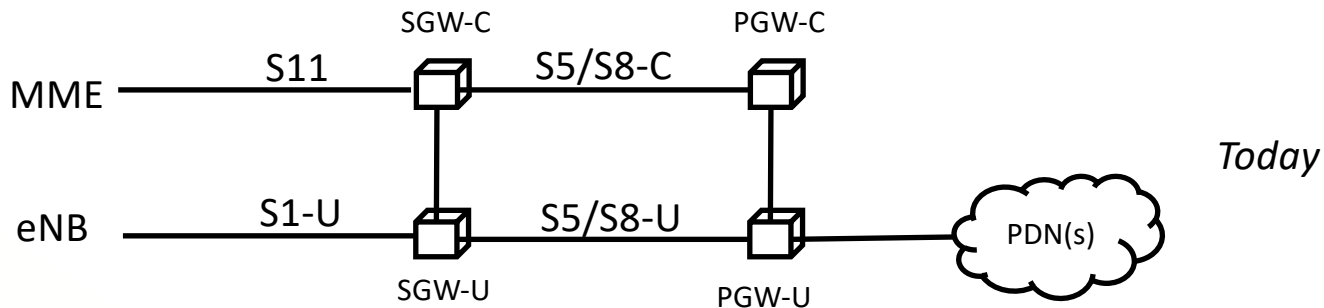 SGW-C
PGW-C
S11
S5/S8-C
MME
Today
eNB
S1-U
S5/S8-U
PDN(s)
SGW-U
PGW-U